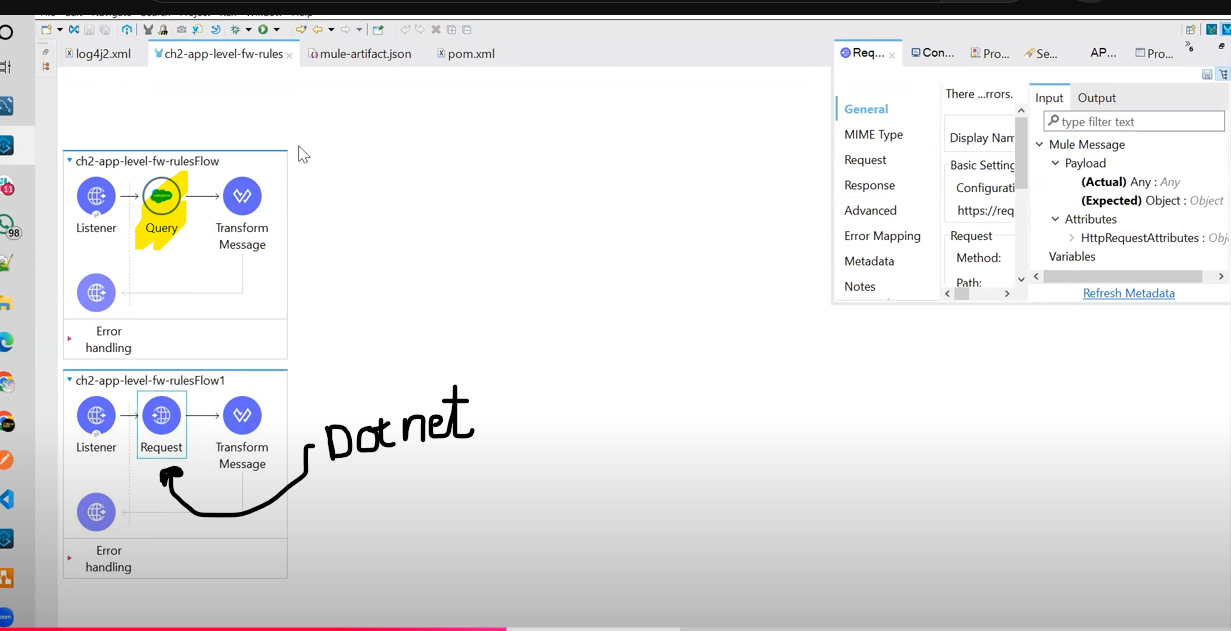 log4j2.xml
ch2-app-level-fw-rules
mule-artifact.json
pom.xml
Req...
Con...
Pro...
Se...
AP...
Pro...
There ...rrors.
Input
Output
General
type filter text
MIME Type
Display Nam
Mule Message
Request
Basic Setting
Payload
Response
Configurati
(Actual) Any : Any
Advanced
https://req
(Expected) Object : Object
Error Mapping
Request
Attributes
Metadata
Method:
HttpRequestAttributes : Obj
Notes
Path:
Variables
Refresh Metadata
ch2-app-level-fw-rulesFlow
Listener
Query
Transform
Message
Error
handling
ch2-app-level-fw-rulesFlow1
Listener
Request
Transform
Message
Error
handling
Dotnet
11
98